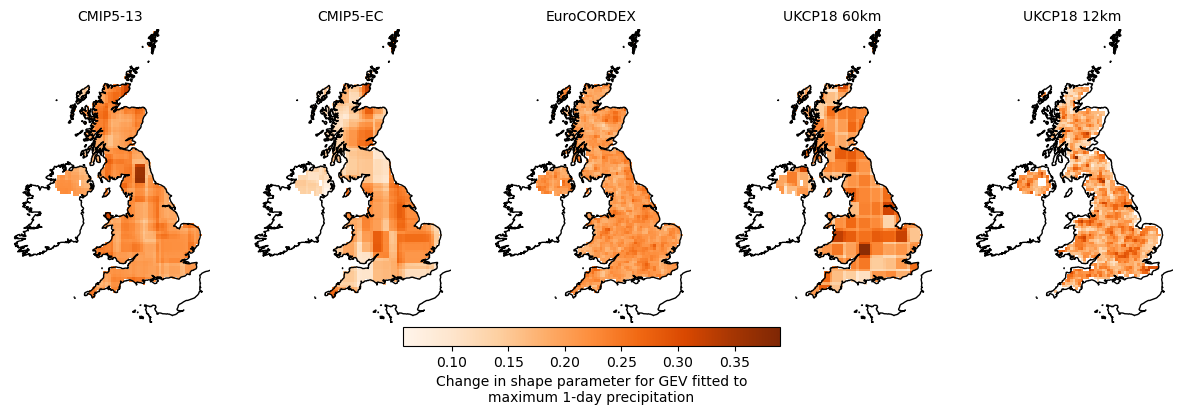 CMIP5-13
CMIP5-EC
EuroCORDEX
UKCP18 60km
UKCP18 12km
0.10 0.15 0.20 0.25 0.30 0.35
Change in shape parameter for GEV fitted to
maximum 1-day precipitation